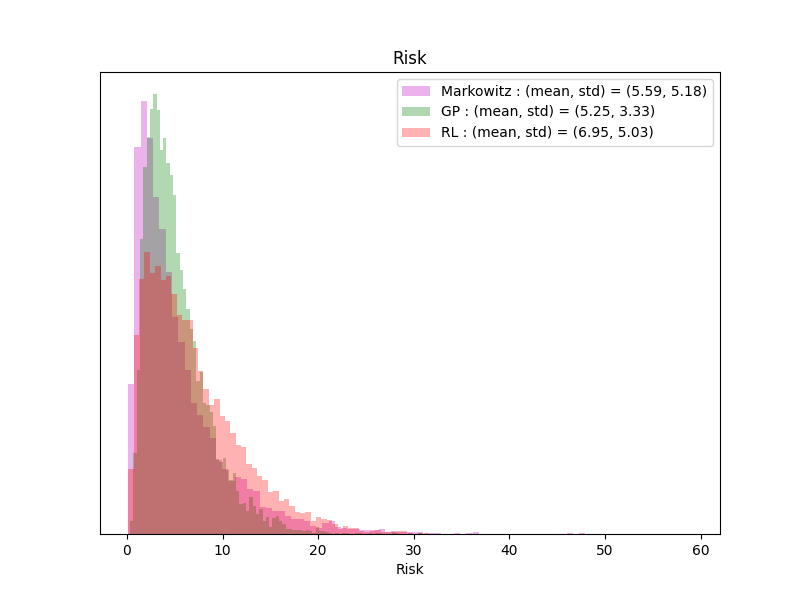 Risk
Markowitz : (mean, std) = (5.59, 5.18)
GP : (mean, std) = (5.25, 3.33)
RL : (mean, std) = (6.95, 5.03)
0 10 20 30 40 50 60
Risk